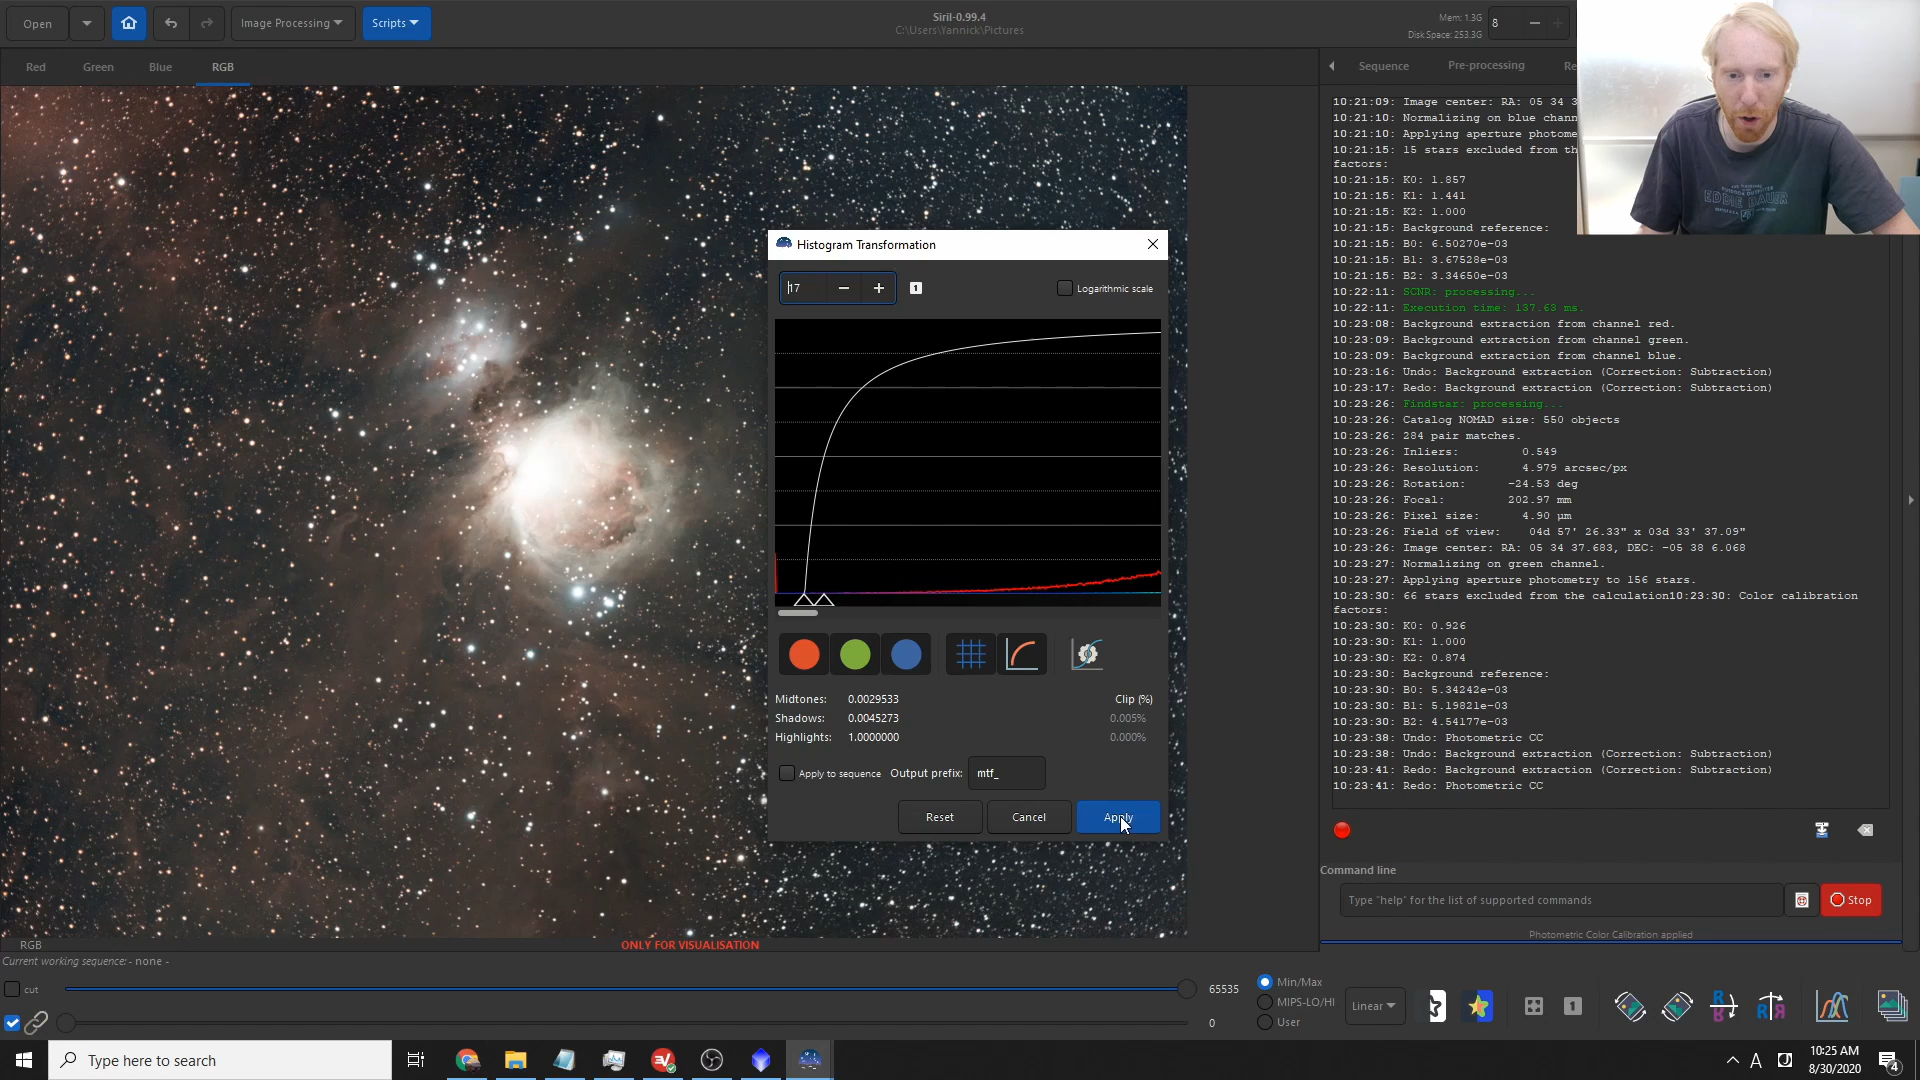 Open
Image Processing
Scripts
Siril-0.99.4
C:\Users\Yannick\Pictures
Mem: 1.3G
Disk Space: 253.3G
8
Red
Green
Blue
RGB
Sequence
Pre-processing
Re
10:21:09: Image center: RA: 05 34 3
10:21:10: Normalizing on blue chann
10:21:10: Applying aperture photome
10:21:15: 15 stars excluded from th
factors:
10:21:15: K0: 1.857
10:21:15: K1: 1.441
10:21:15: K2: 1.000
10:21:15: Background reference:
10:21:15: B0: 6.50270e-03
10:21:15: B1: 3.67528e-03
10:21:15: B2: 3.34650e-03
10:22:11: SCNR: processing...
10:22:11: Execution time: 137.63 ms.
10:23:08: Background extraction from channel red.
10:23:09: Background extraction from channel green.
10:23:09: Background extraction from channel blue.
10:23:16: Undo: Background extraction (Correction: Subtraction)
10:23:17: Redo: Background extraction (Correction: Subtraction)
10:23:26: Findstar: processing...
10:23:26: Catalog NOMAD size: 550 objects
10:23:26: 284 pair matches.
10:23:26: Inliers: 0.549
10:23:26: Resolution: 4.979 arcsec/px
10:23:26: Rotation: -24.53 deg
10:23:26: Focal: 202.97 mm
10:23:26: Pixel size: 4.90 µm
10:23:26: Field of view: 04d 57' 26.33" x 03d 33' 37.09"
10:23:26: Image center: RA: 05 34 37.683, DEC: -05 38 6.068
10:23:27: Normalizing on green channel.
10:23:27: Applying aperture photometry to 156 stars.
10:23:30: 66 stars excluded from the calculation10:23:30: Color calibration
factors:
10:23:30: K0: 0.926
10:23:30: K1: 1.000
10:23:30: K2: 0.874
10:23:30: Background reference:
10:23:30: B0: 5.34242e-03
10:23:30: B1: 5.19821e-03
10:23:30: B2: 4.54177e-03
10:23:38: Undo: Photometric CC
10:23:38: Undo: Background extraction (Correction: Subtraction)
10:23:41: Redo: Background extraction (Correction: Subtraction)
10:23:41: Redo: Photometric CC
EDDIE BAUER
Histogram Transformation
17
1
Logarithmic scale
Midtones: 0.0029533
Clip (%)
Shadows: 0.0045273
0.005%
Highlights: 1.0000000
0.000%
Apply to sequence
Output prefix:
mtf_
Reset
Cancel
Apply
Command line
Type 'help' for the list of supported commands
Stop
Photometric Color Calibration applied
RGB
ONLY FOR VISUALISATION
Current working sequence: - none -
cut
65535
0
Min/Max
MIPS-LO/HI
User
Linear
1
Type here to search
A
10:25 AM
8/30/2020
4